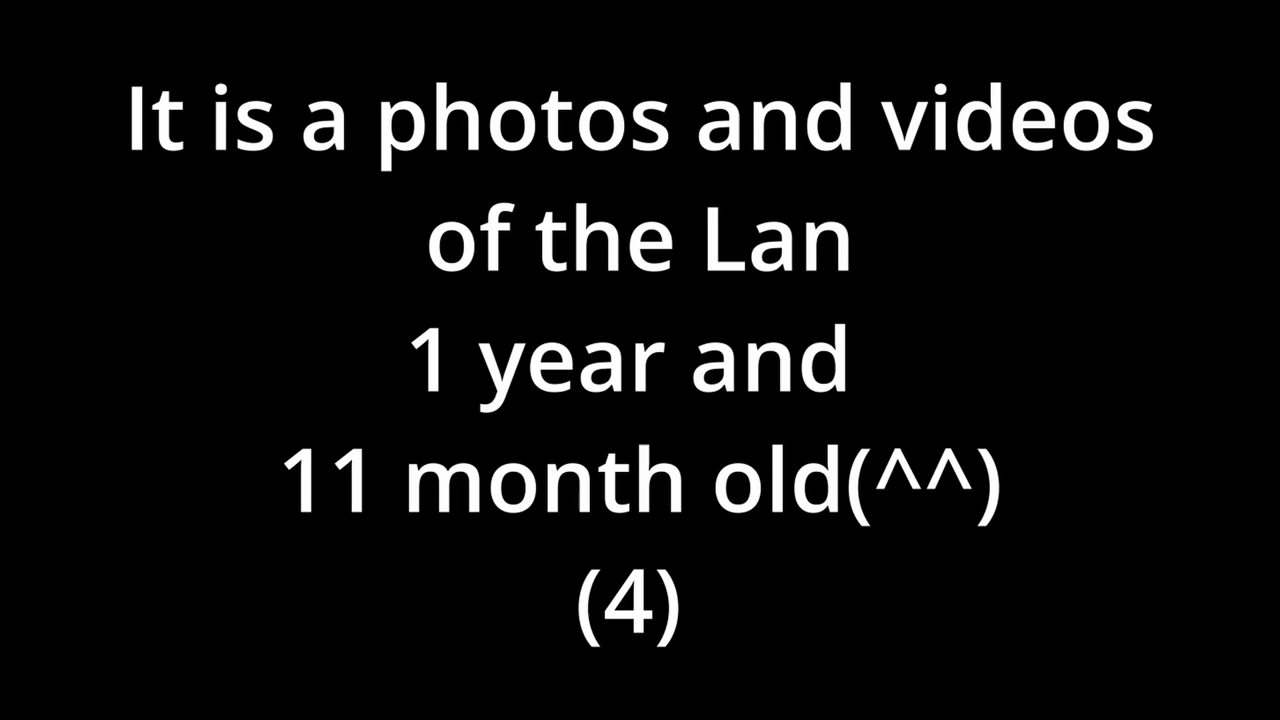 It is a photos and videos
of the Lan
1 year and
11 month old(^^)
(4)